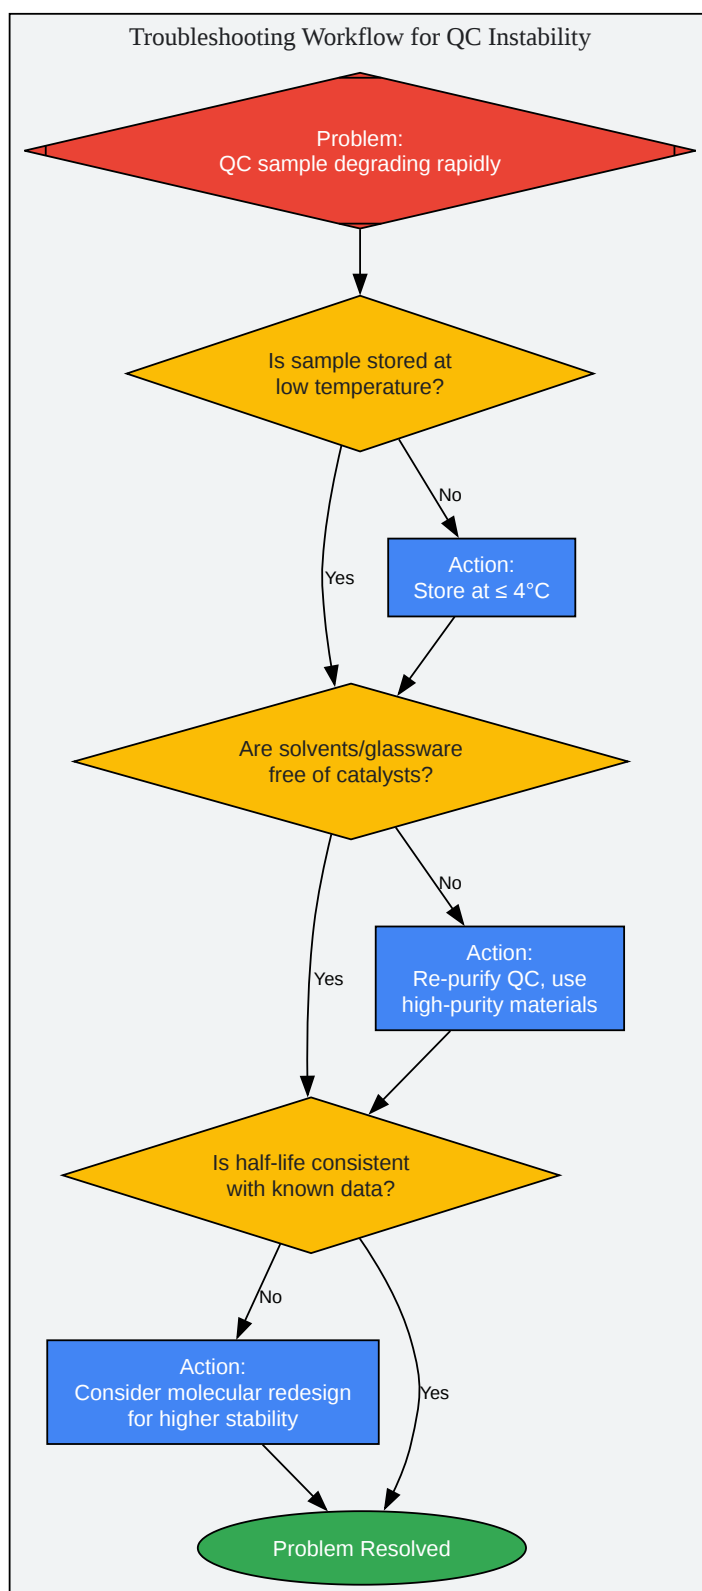 Troubleshooting Workflow for QC Instability
Problem:
QC sample degrading rapidly
Is sample stored at
low temperature?
No
Yes
Action:
Store at ≤ 4°C
Are solvents/glassware
free of catalysts?
No
Yes
Action:
Re-purify QC, use
high-purity materials
Is half-life consistent
with known data?
No
Action:
Consider molecular redesign
for higher stability
Yes
Problem Resolved